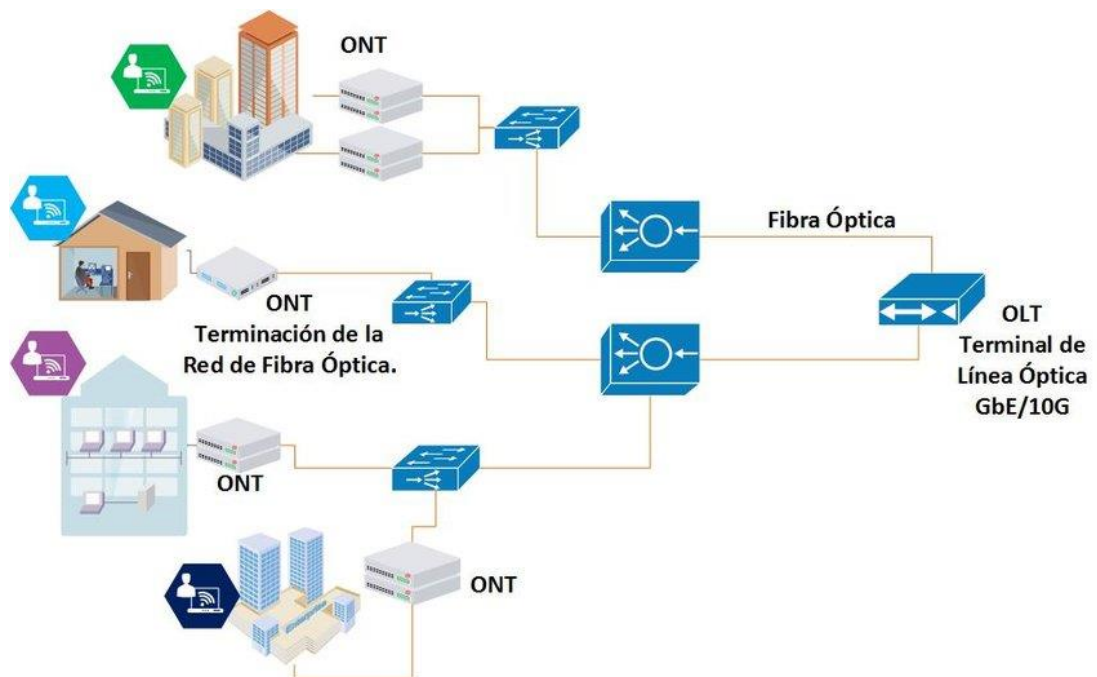 ONT
Fibra Óptica
ONT
Terminación de la
Red de Fibra Óptica.
OLT
Terminal de
Línea Óptica
GbE/10G
ONT
ONT
Enterprise